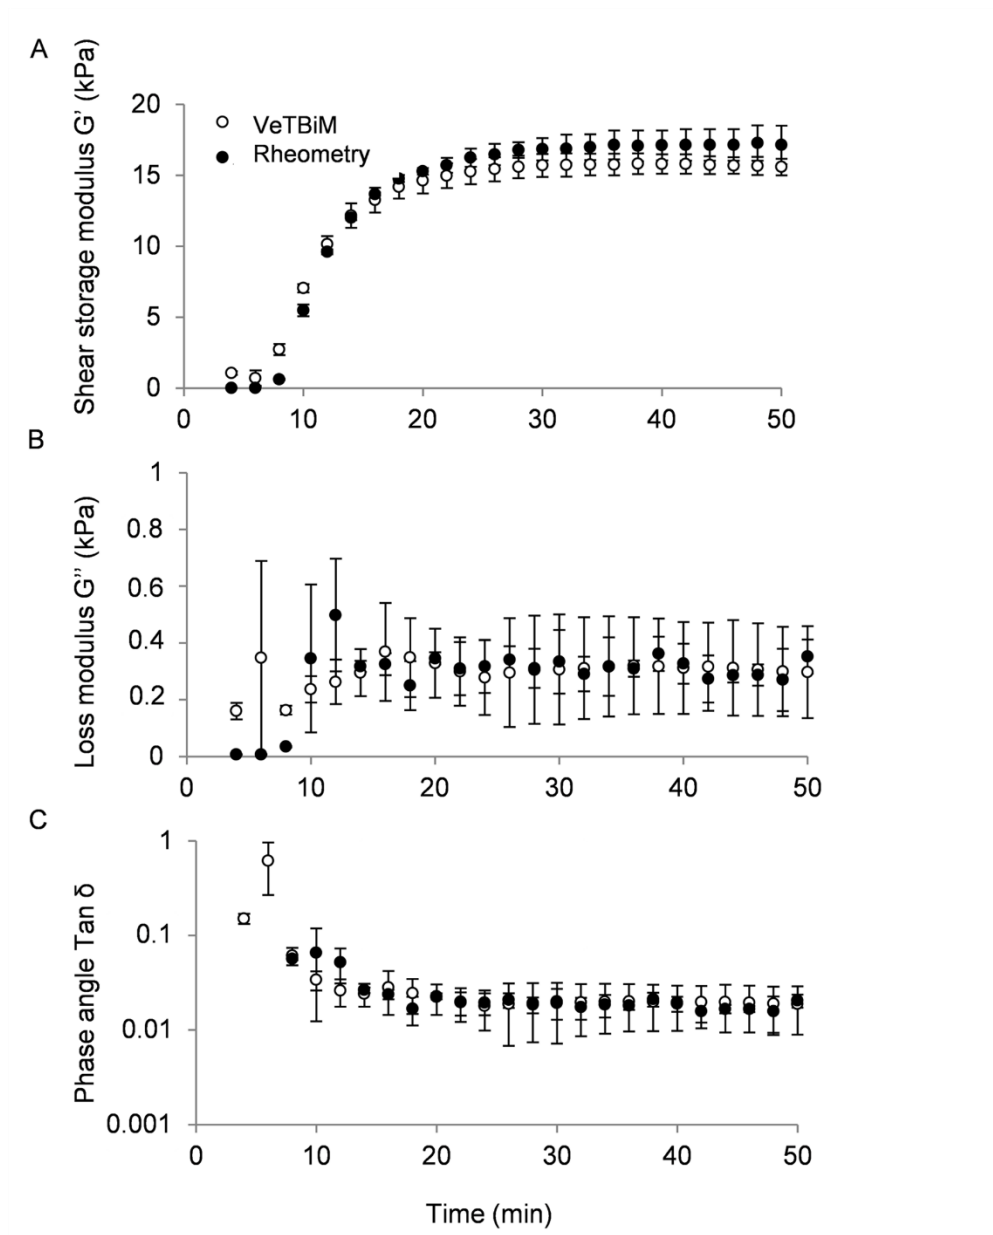 A
Shear storage modulus G’ (kPa)
20
15
10
5
0
VeTBiM
Rheometry
0 10 20 30 40 50
B
Loss modulus G’’ (kPa)
1
0.8
0.6
0.4
0.2
0
0 10 20 30 40 50
C
Phase angle Tan δ
1
0.1
0.01
0.001
0 10 20 30 40 50
Time (min)